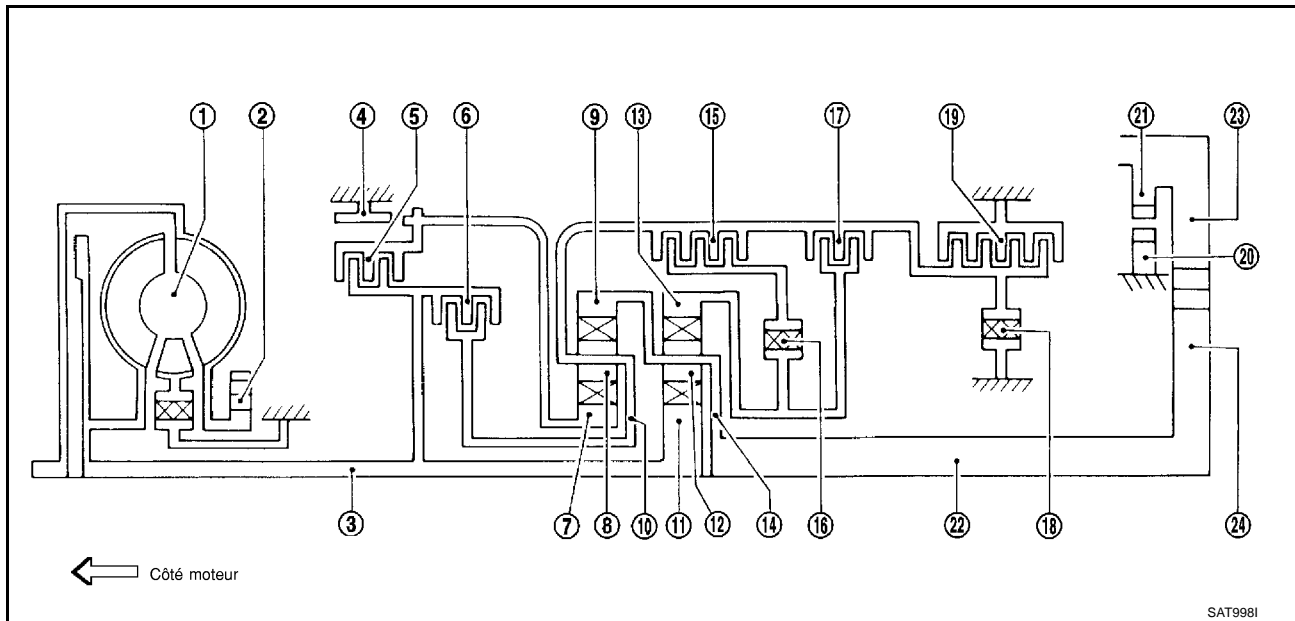 ① ② ④ ⑤ ⑥ ⑨ ⑬ ⑮ ⑰ ⑲ ㉑ ㉓
⑳
③ ⑦ ⑧ ⑩ ⑪ ⑫ ⑭ ⑯ ㉒ ⑱ ㉔
Côté moteur
SAT998I